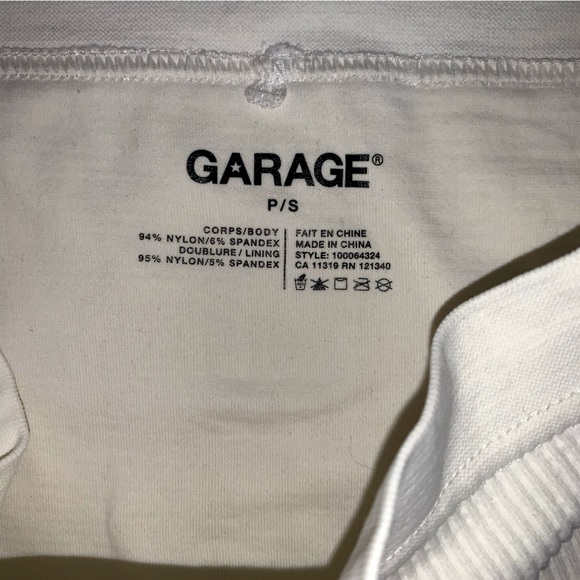 GARAGE®
P/S
CORPS/BODY
94% NYLON/6% SPANDEX
DOUBLURE / LINING
95% NYLON/5% SPANDEX
FAIT EN CHINE
MADE IN CHINA
STYLE: 100064324
CA 11319 RN 121340